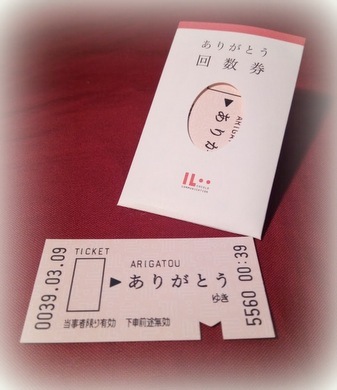 ありがとう
回数券
ARIGA
ありが
TICKET
ARIGATOU
ありがとう
ゆき
当事者限り有効 下車前途無効
0039.03.09
5560 00:39